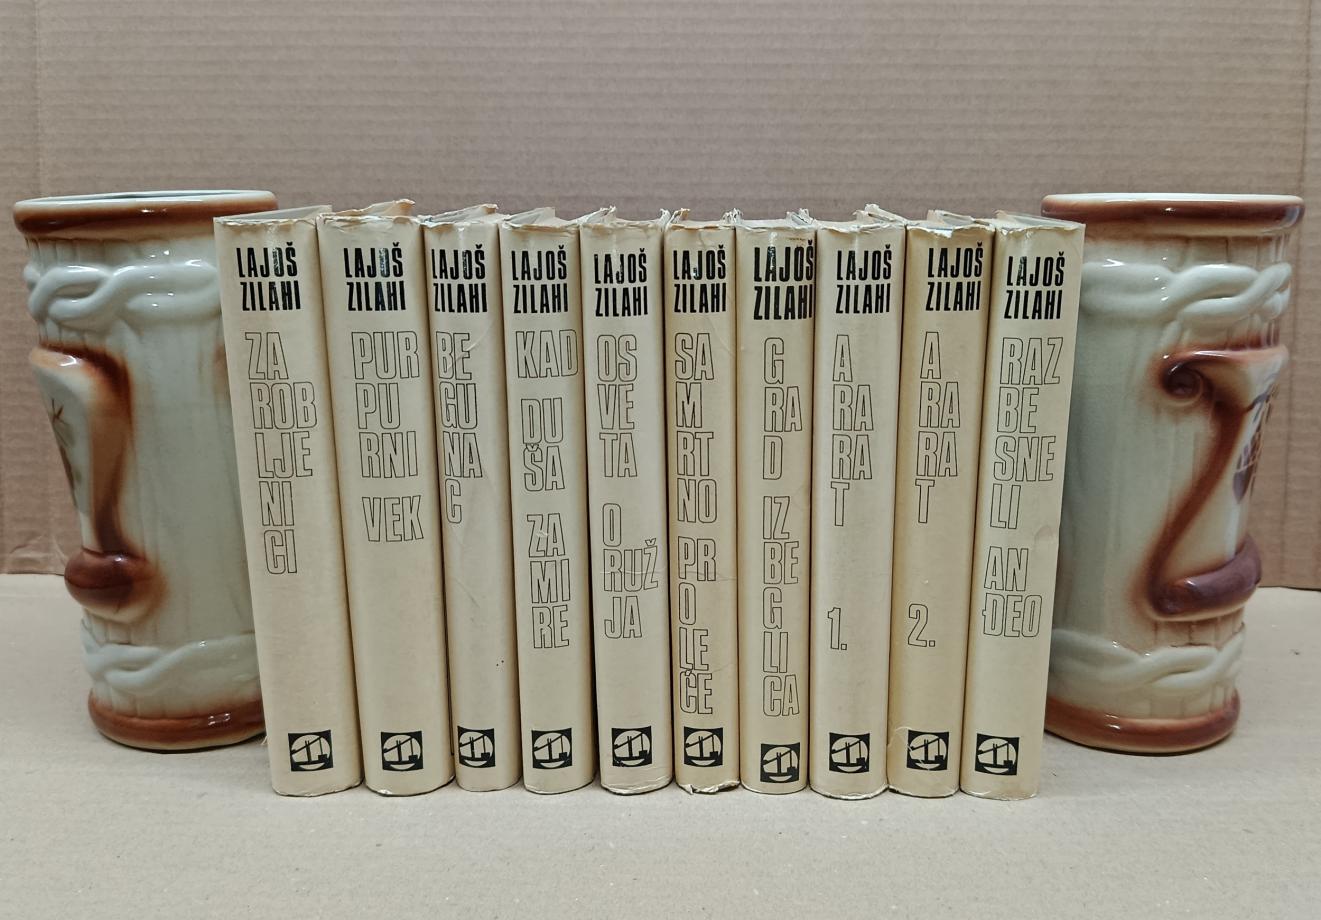 LAJOŠ
ZILAHI
ZA
ROB
LJE
NI
CI
LAJOŠ
ZILAHI
PUR
PU
RNI
VEK
LAJOŠ
ZILAHI
BE
GU
NA
C
LAJOŠ
ZILAHI
KAD
DU
ŠA
ZA
MI
RE
LAJOŠ
ZILAHI
OS
VE
TA
O
RUŽ
JA
LAJOŠ
ZILAHI
SA
M
RT
NO
PR
O
LE
ĆE
LAJOŠ
ZILAHI
G
RA
D
IZ
BE
G
LI
CA
LAJOŠ
ZILAHI
A
RA
RA
T
1.
LAJOŠ
ZILAHI
A
RA
RA
T
2.
LAJOŠ
ZILAHI
RAZ
BE
SNE
LI
AN
ĐEO